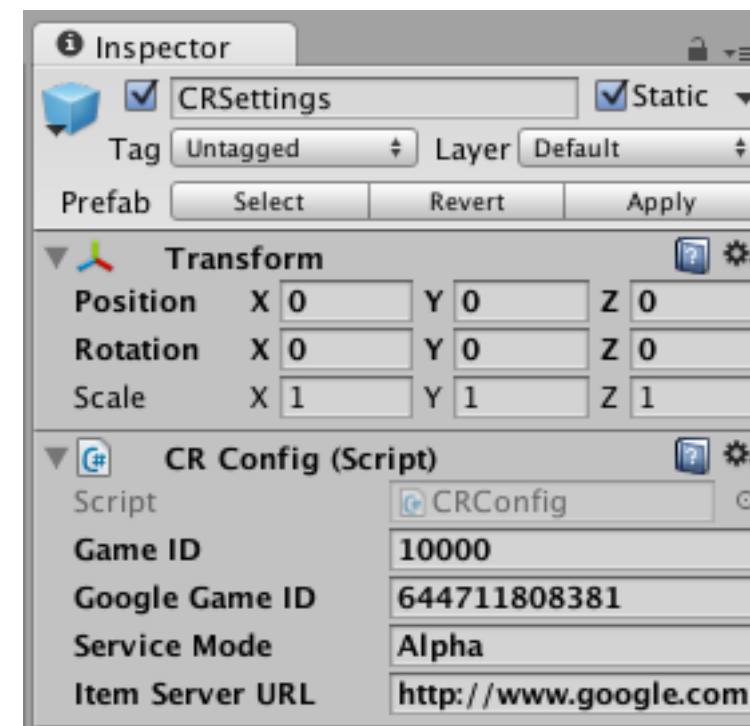 Inspector
CRSettings Static
Tag Untagged Layer Default
Prefab Select Revert Apply
Transform
Position X 0 Y 0 Z 0
Rotation X 0 Y 0 Z 0
Scale X 1 Y 1 Z 1
CR Config (Script)
Script CRConfig
Game ID 10000
Google Game ID 644711808381
Service Mode Alpha
Item Server URL http://www.google.com